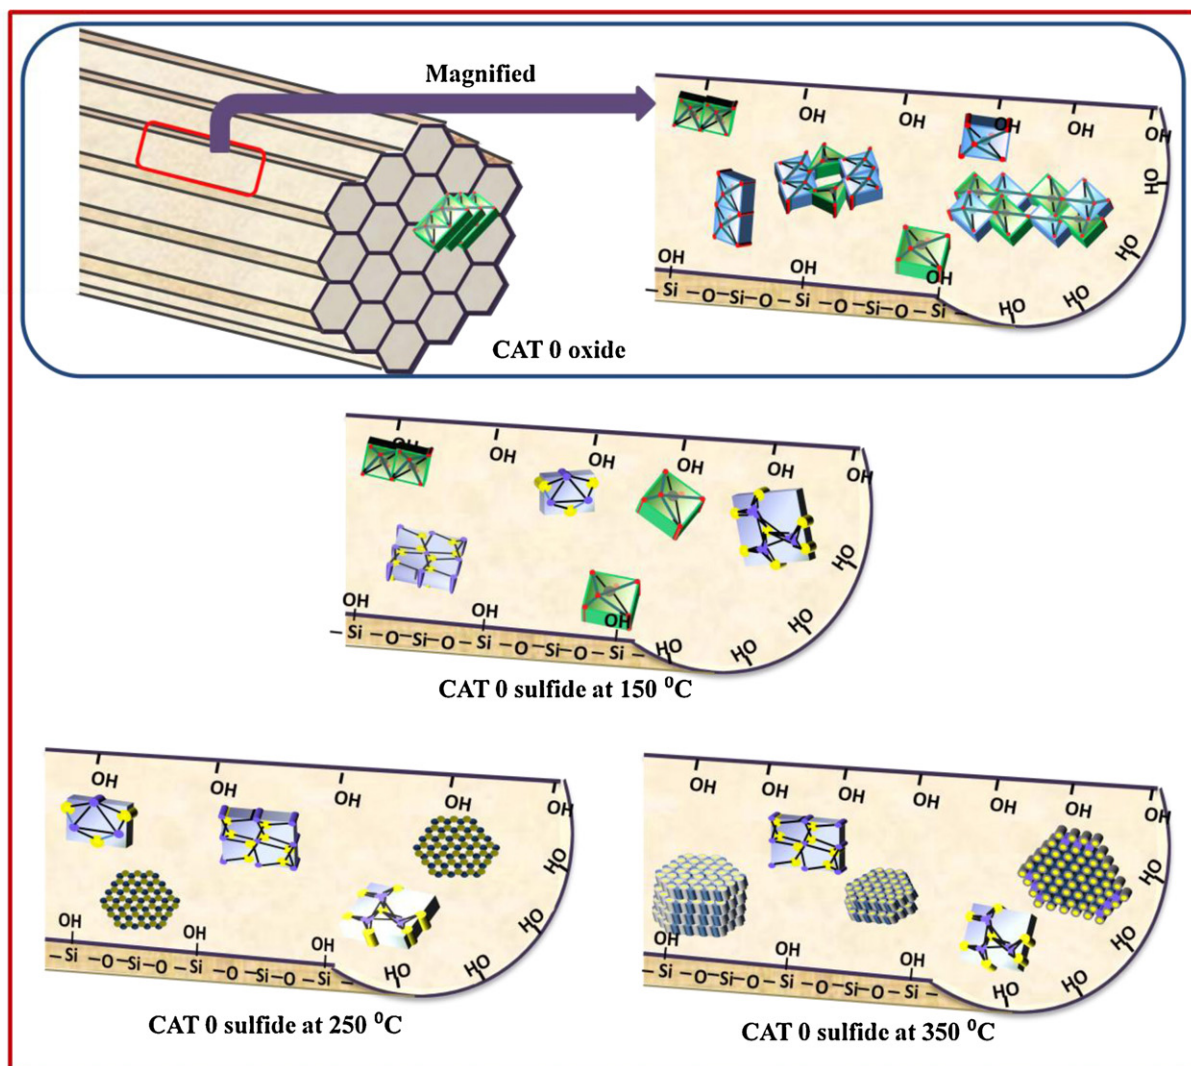 Magnified
OH
OH
OH
OH
OH
HO
HO
HO
HO
OH
OH
OH
– Si – O – Si – O – Si – O – Si – O – Si –
CAT 0 oxide
OH
OH
OH
OH
OH
OH
HO
HO
HO
HO
OH
OH
OH
– Si – O – Si – O – Si – O – Si – O – Si –
CAT 0 sulfide at 150 ⁰C
OH
OH
OH
OH
OH
HO
HO
HO
HO
OH
OH
OH
– Si – O – Si – O – Si – O – Si – O – Si –
CAT 0 sulfide at 250 ⁰C
OH
OH
OH
OH
OH
OH
OH
HO
HO
HO
HO
OH
OH
OH
– Si – O – Si – O – Si – O – Si – O – Si –
CAT 0 sulfide at 350 ⁰C